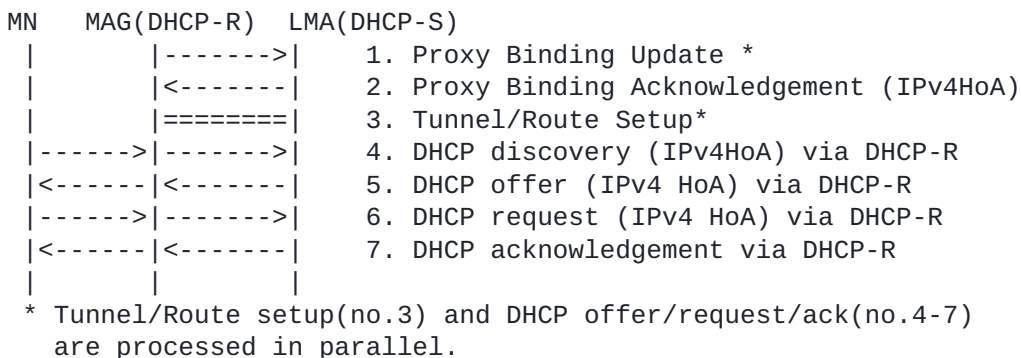 MN    MAG(DHCP-R)  LMA(DHCP-S)
 |       |------->|    1. Proxy Binding Update *
 |       |<-------|    2. Proxy Binding Acknowledgement (IPv4HoA)
 |       |========|    3. Tunnel/Route Setup*
 |------>|------->|    4. DHCP discovery (IPv4HoA) via DHCP-R
 |<------|<-------|    5. DHCP offer (IPv4 HoA) via DHCP-R
 |------>|------->|    6. DHCP request (IPv4 HoA) via DHCP-R
 |<------|<-------|    7. DHCP acknowledgement via DHCP-R
 |       |        |
 * Tunnel/Route setup(no.3) and DHCP offer/request/ack(no.4-7)
   are processed in parallel.